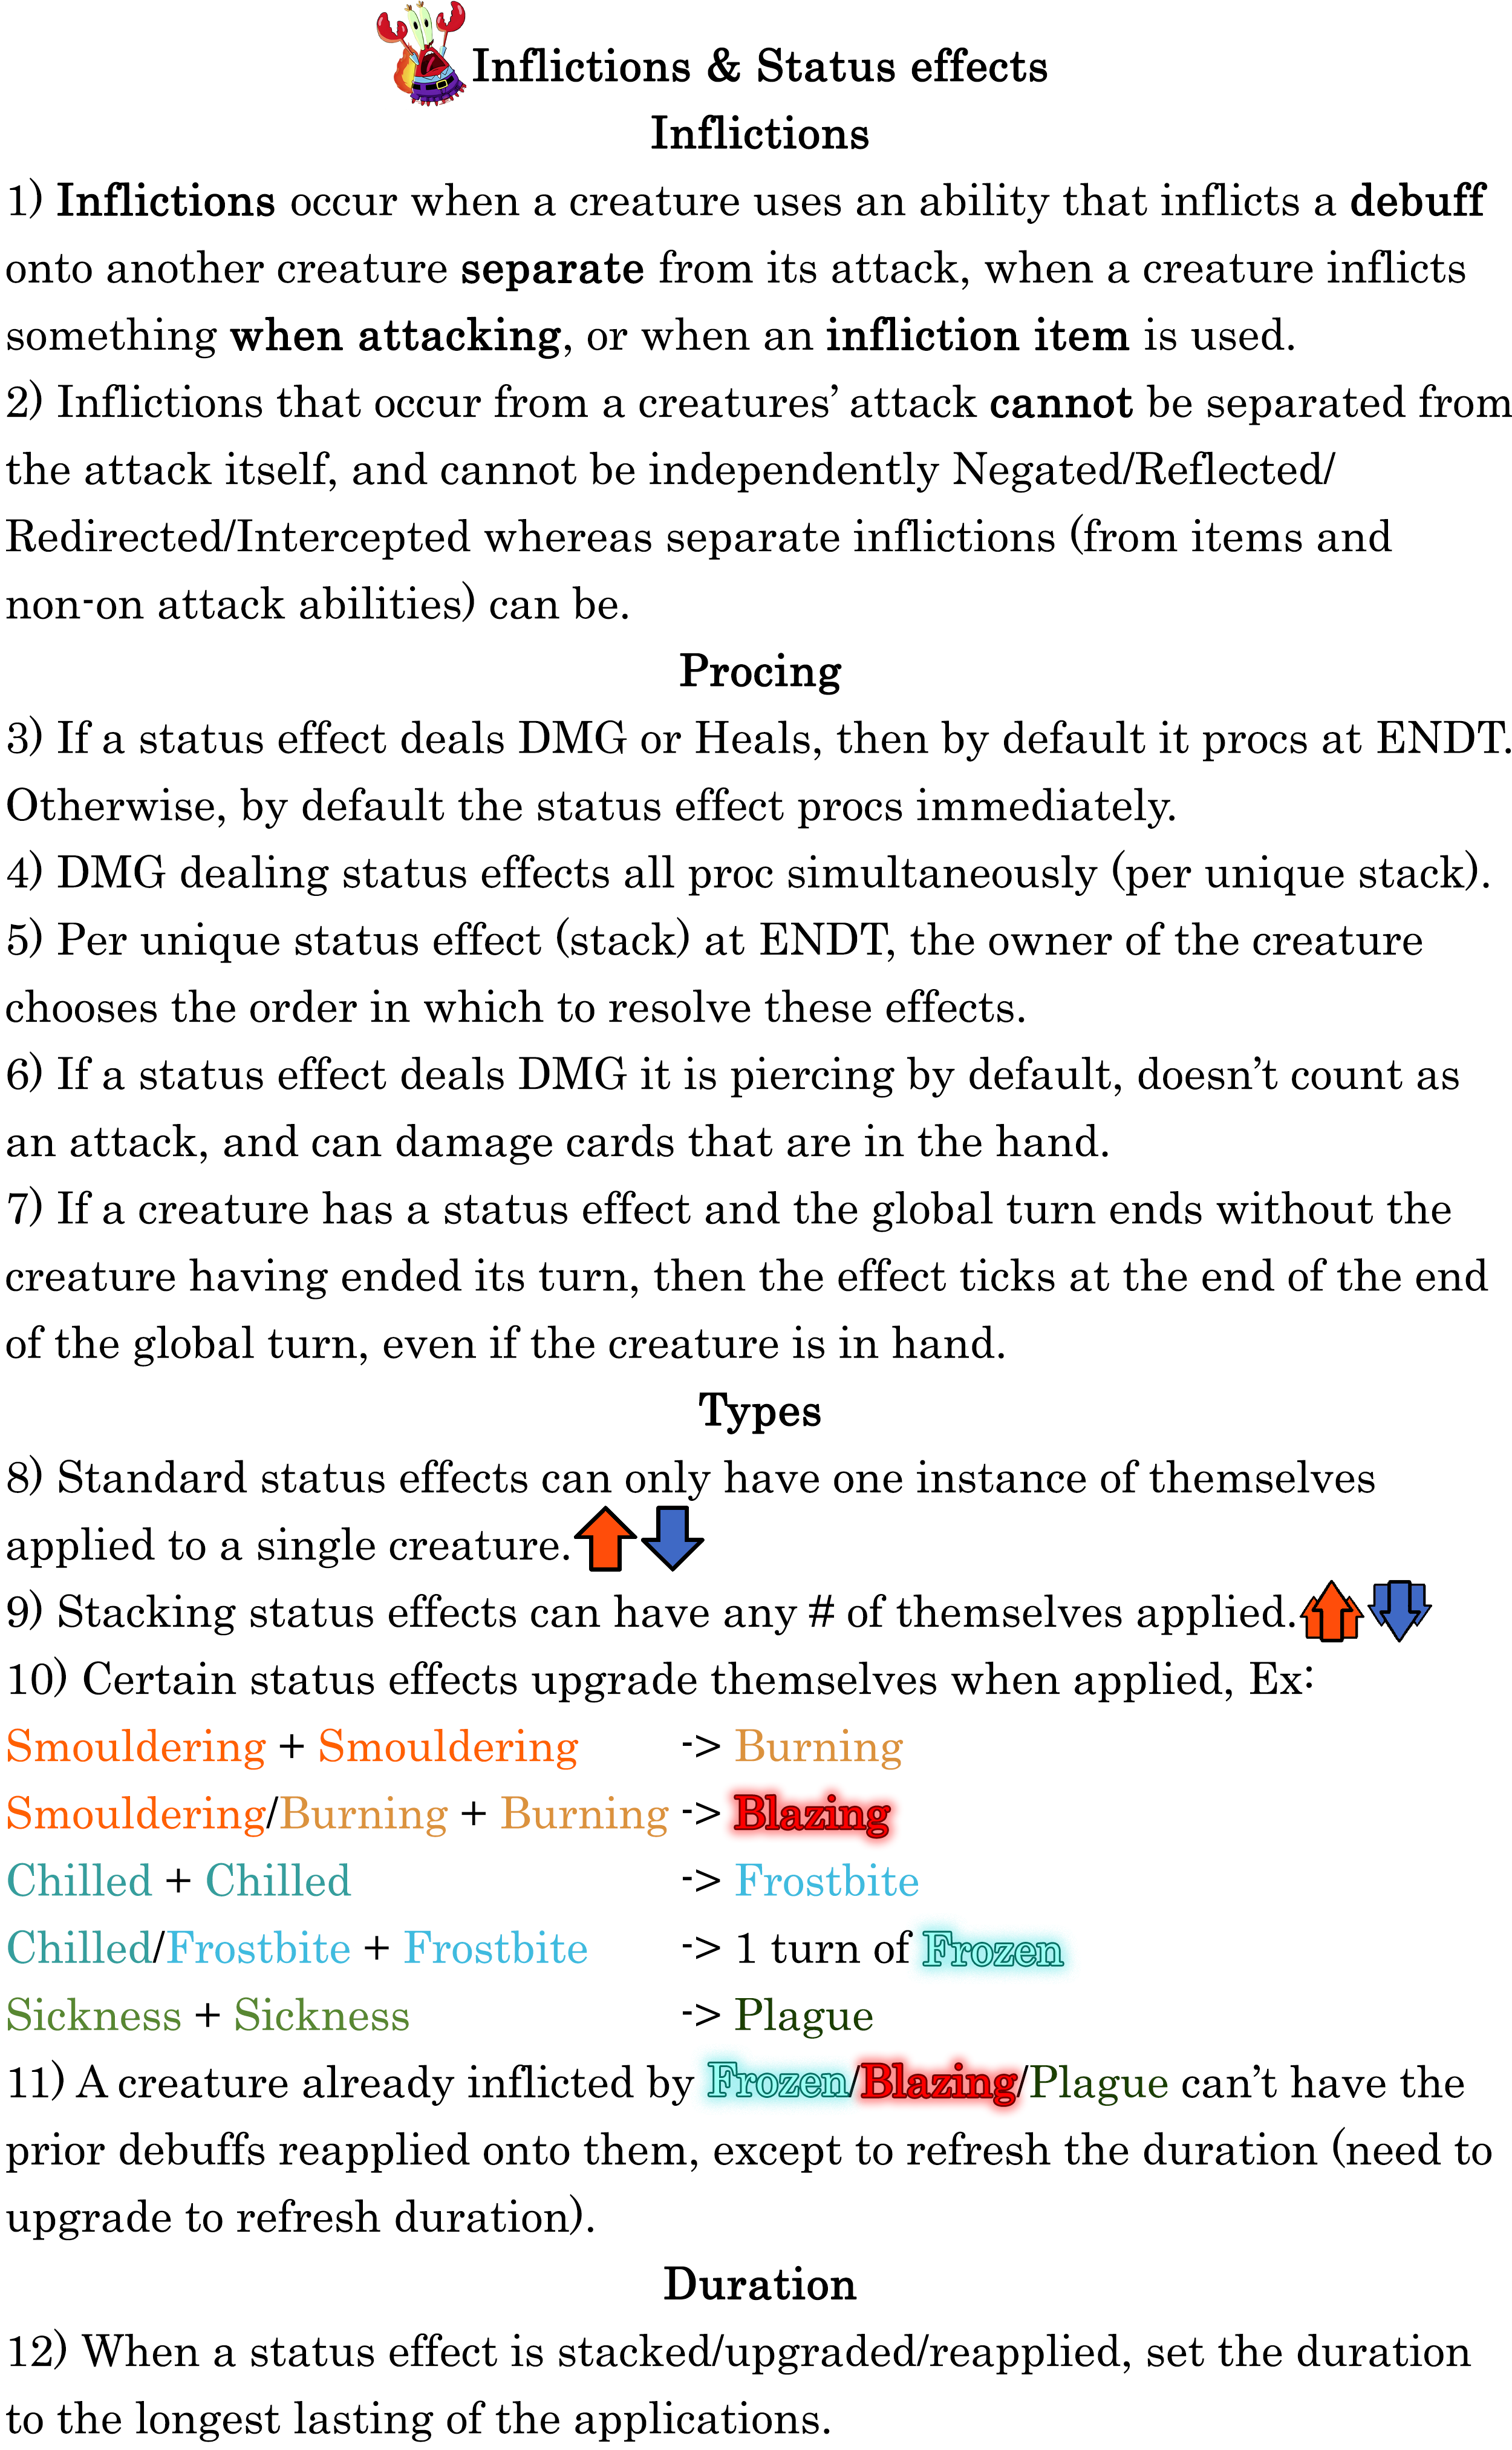 Inflictions & Status effects
Inflictions
1) Inflictions occur when a creature uses an ability that inflicts a debuff
onto another creature separate from its attack, when a creature inflicts
something when attacking, or when an infliction item is used.
2) Inflictions that occur from a creatures’ attack cannot be separated from
the attack itself, and cannot be independently Negated/Reflected/
Redirected/Intercepted whereas separate inflictions (from items and
non-on attack abilities) can be.
Procing
3) If a status effect deals DMG or Heals, then by default it procs at ENDT.
Otherwise, by default the status effect procs immediately.
4) DMG dealing status effects all proc simultaneously (per unique stack).
5) Per unique status effect (stack) at ENDT, the owner of the creature
chooses the order in which to resolve these effects.
6) If a status effect deals DMG it is piercing by default, doesn’t count as
an attack, and can damage cards that are in the hand.
7) If a creature has a status effect and the global turn ends without the
creature having ended its turn, then the effect ticks at the end of the end
of the global turn, even if the creature is in hand.
Types
8) Standard status effects can only have one instance of themselves
applied to a single creature.
9) Stacking status effects can have any # of themselves applied.
10) Certain status effects upgrade themselves when applied, Ex:
Smouldering + Smouldering -> Burning
Smouldering/Burning + Burning -> Blazing
Chilled + Chilled -> Frostbite
Chilled/Frostbite + Frostbite -> 1 turn of Frozen
Sickness + Sickness -> Plague
11) A creature already inflicted by Frozen/Blazing/Plague can’t have the
prior debuffs reapplied onto them, except to refresh the duration (need to
upgrade to refresh duration).
Duration
12) When a status effect is stacked/upgraded/reapplied, set the duration
to the longest lasting of the applications.